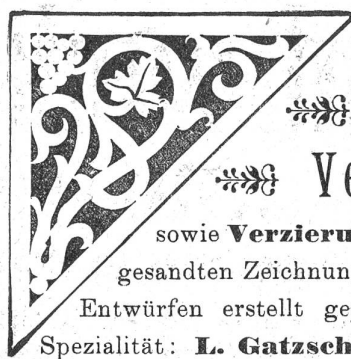 Ve
sowie Verzieru
gesandten Zeichnun
Entwürfen erstellt ge
Spezialität: L. Gatzsch